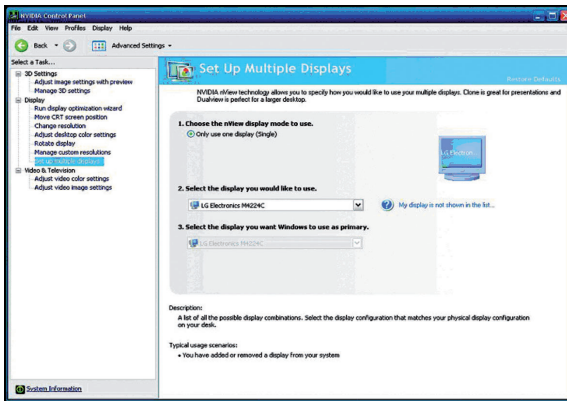 NVIDIA Control Panel
File Edit View Profiles Display Help
Back Advanced Settings
Select a Task...
3D Settings
Adjust image settings with preview
Manage 3D settings
Display
Run display optimization wizard
Move CRT screen position
Change resolution
Adjust desktop color settings
Rotate display
Manage custom resolutions
Set up multiple displays
Video & Television
Adjust video color settings
Adjust video image settings
System Information
Set Up Multiple Displays
Restore Defaults
NVIDIA nView technology allows you to specify how you would like to use your multiple displays. Clone is great for presentations and
Dualview is perfect for a larger desktop.
1. Choose the nView display mode to use.
Only use one display (Single)
LG Electron...
2. Select the display you would like to use.
LG Electronics M4224C
My display is not shown in the list...
3. Select the display you want Windows to use as primary.
LG Electronics M4224C
Description:
A list of all the possible display combinations. Select the display configuration that matches your physical display configuration
on your desk.
Typical usage scenarios:
• You have added or removed a display from your system